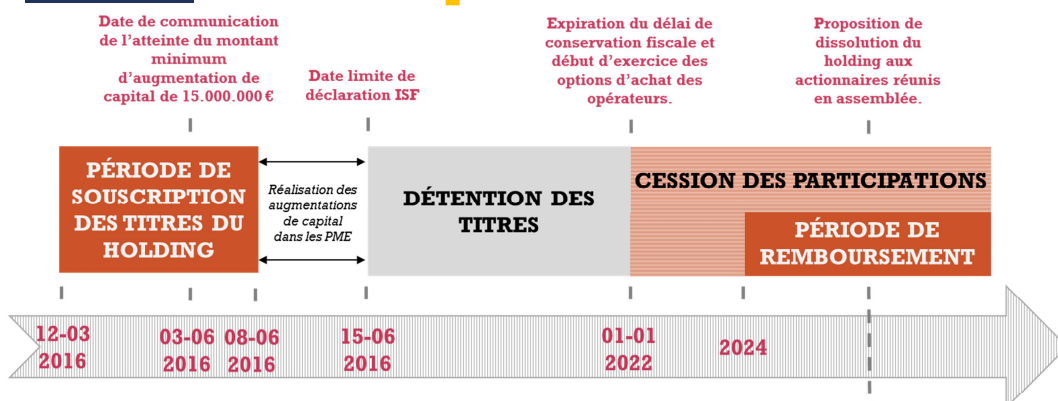 Date de communication
de l'atteinte du montant
minimum
d'augmentation de
capital de 15.000.000 €
Date limite de
déclaration ISF
Expiration du délai de
conservation fiscale et
début d'exercice des
options d'achat des
opérateurs.
Proposition de
dissolution du
holding aux
actionnaires réunis
en assemblée.
PÉRIODE DE
SOUSCRIPTION
DES TITRES DU
HOLDING
Réalisation des
augmentations
de capital
dans les PME
DÉTENTION DES
TITRES
CESSION DES PARTICIPATIONS
PÉRIODE DE
REMBOURSEMENT
12-03
2016
03-06
2016
08-06
2016
15-06
2016
01-01
2022
2024